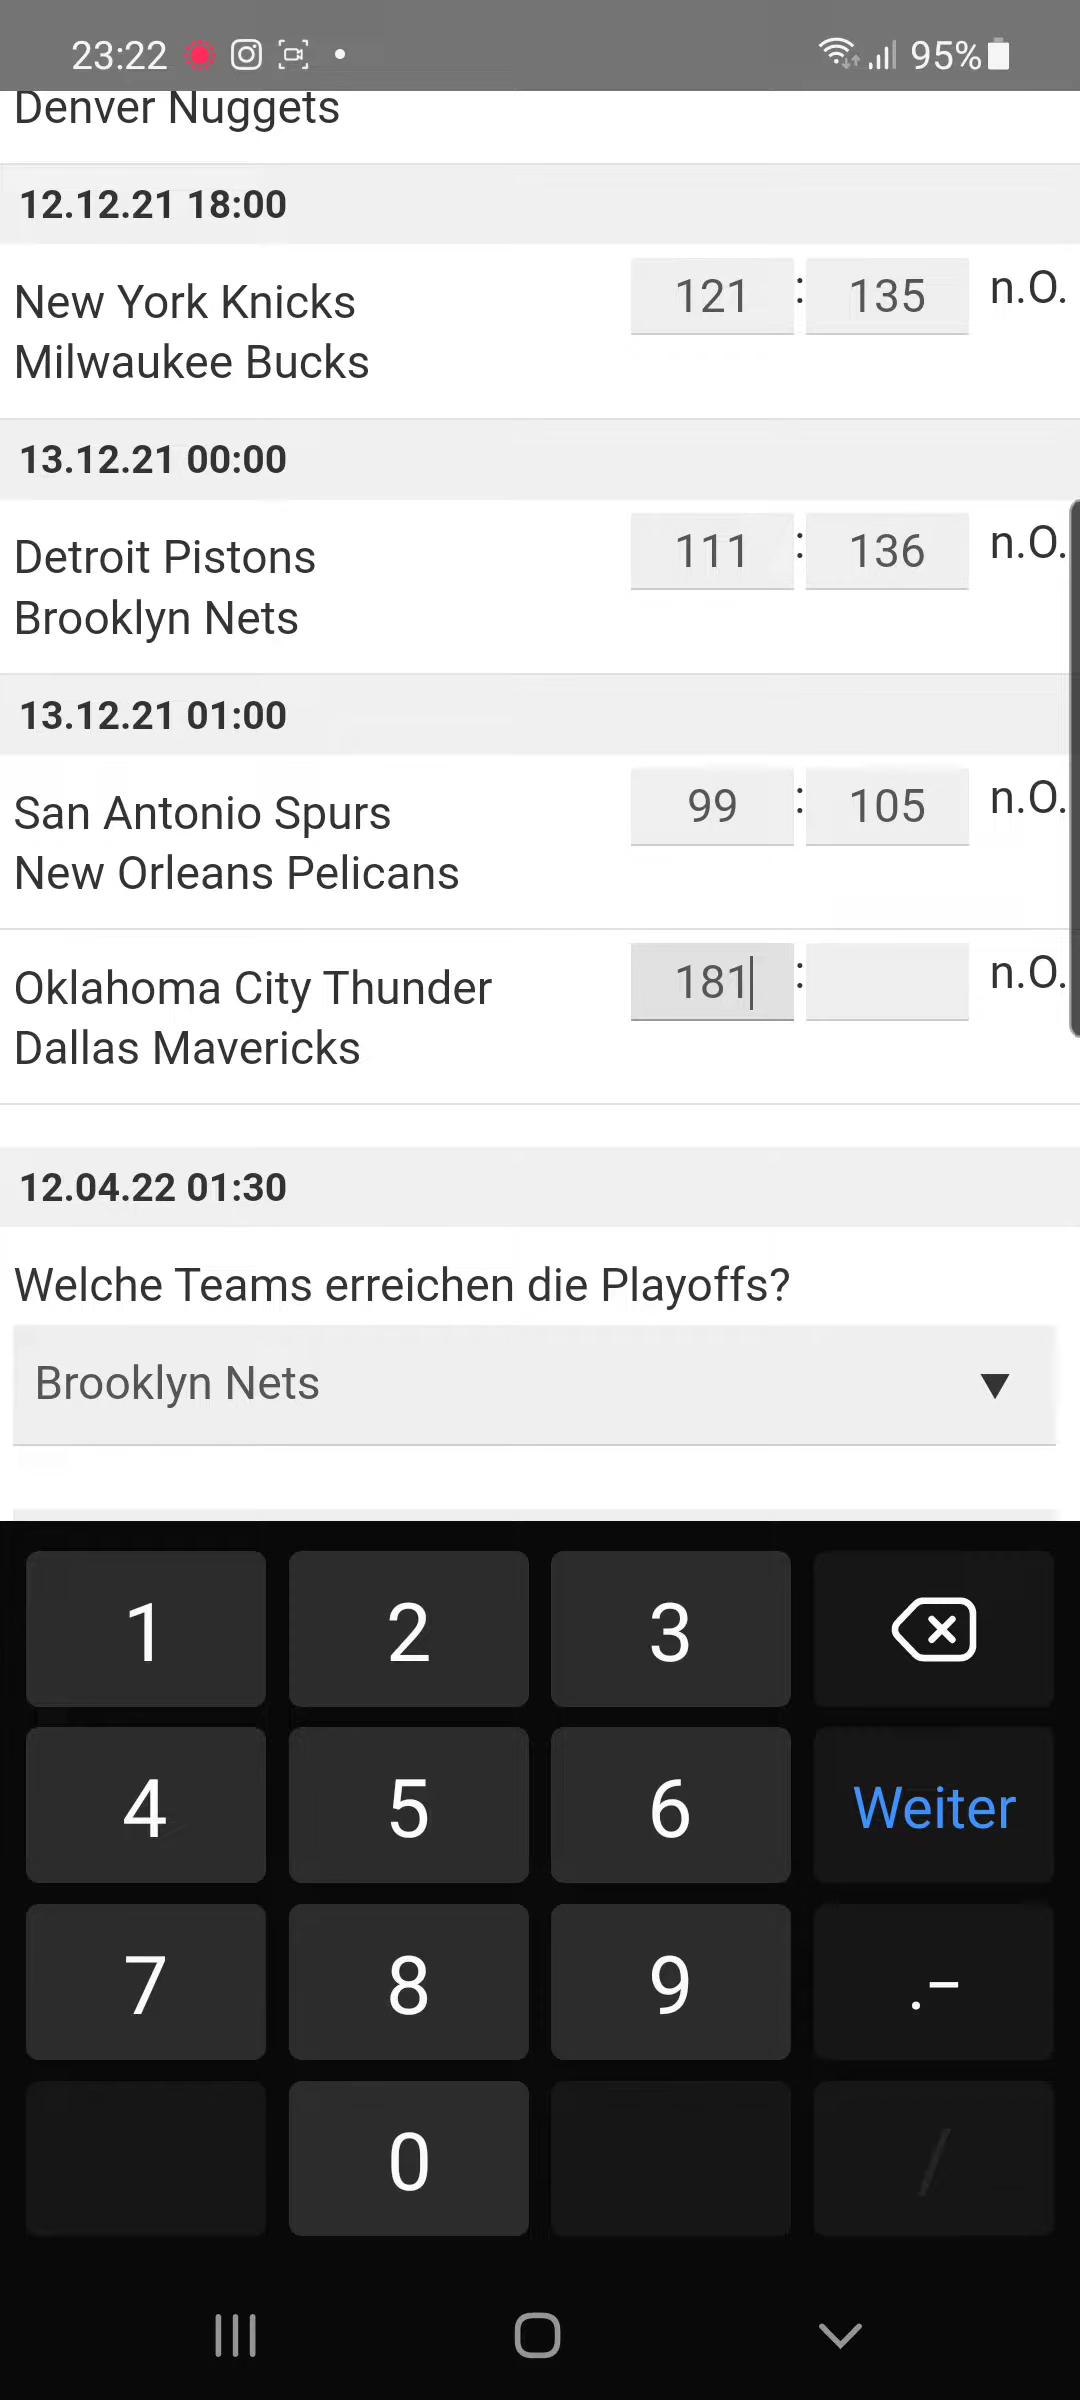 23:22 95%
Denver Nuggets
12.12.21 18:00
New York Knicks 121 : 135 n.O.
Milwaukee Bucks
13.12.21 00:00
Detroit Pistons 111 : 136 n.O.
Brooklyn Nets
13.12.21 01:00
San Antonio Spurs 99 : 105 n.O.
New Orleans Pelicans
Oklahoma City Thunder 181 : n.O.
Dallas Mavericks
12.04.22 01:30
Welche Teams erreichen die Playoffs?
Brooklyn Nets
1 2 3
4 5 6 Weiter
7 8 9 .-
0 /